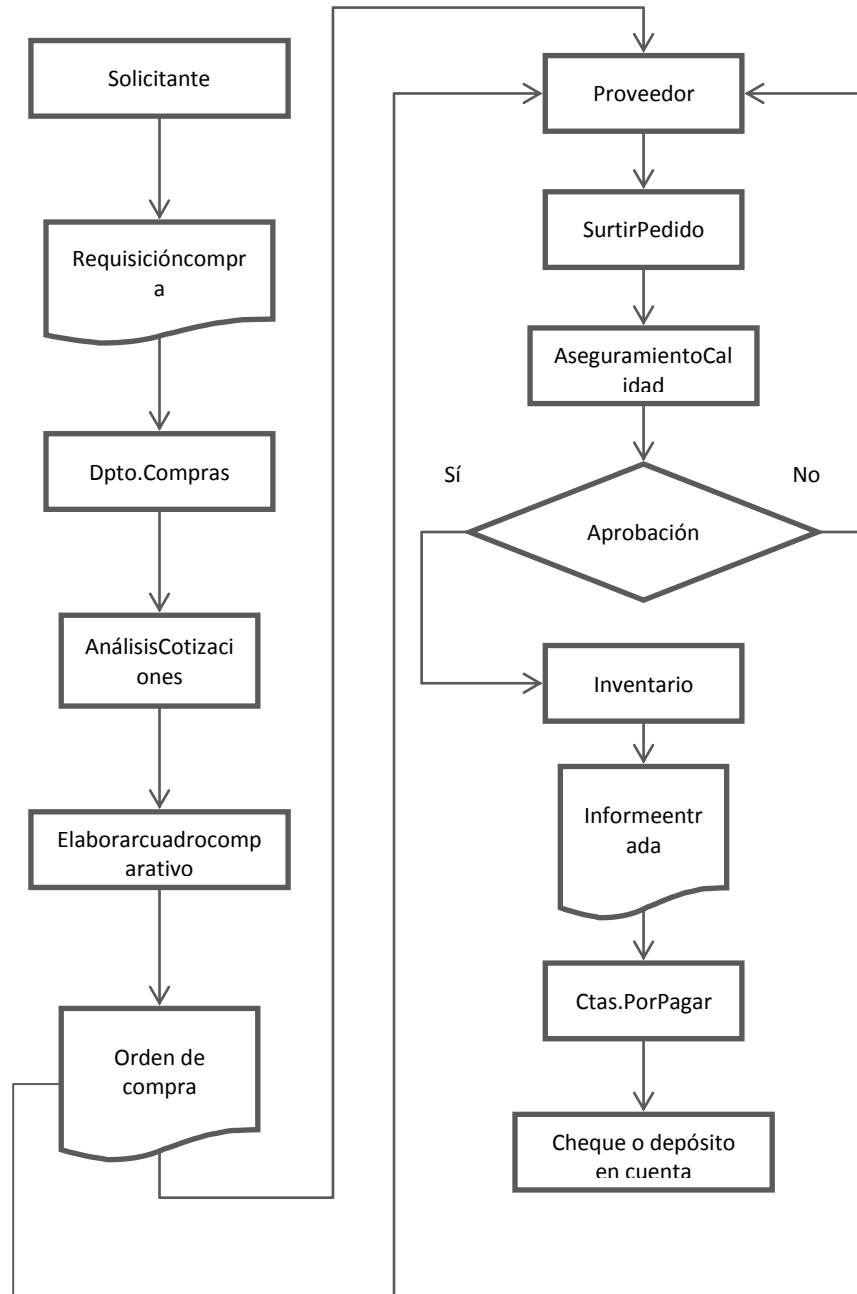 Solicitante
Requisicióncompr
a
Dpto.Compras
AnálisisCotizaci
ones
Elaborarcuadrocomp
arativo
Orden de
compra
Proveedor
SurtirPedido
AseguramientoCal
idad
Sí
No
Aprobación
Inventario
Informeentr
ada
Ctas.PorPagar
Cheque o depósito
en cuenta